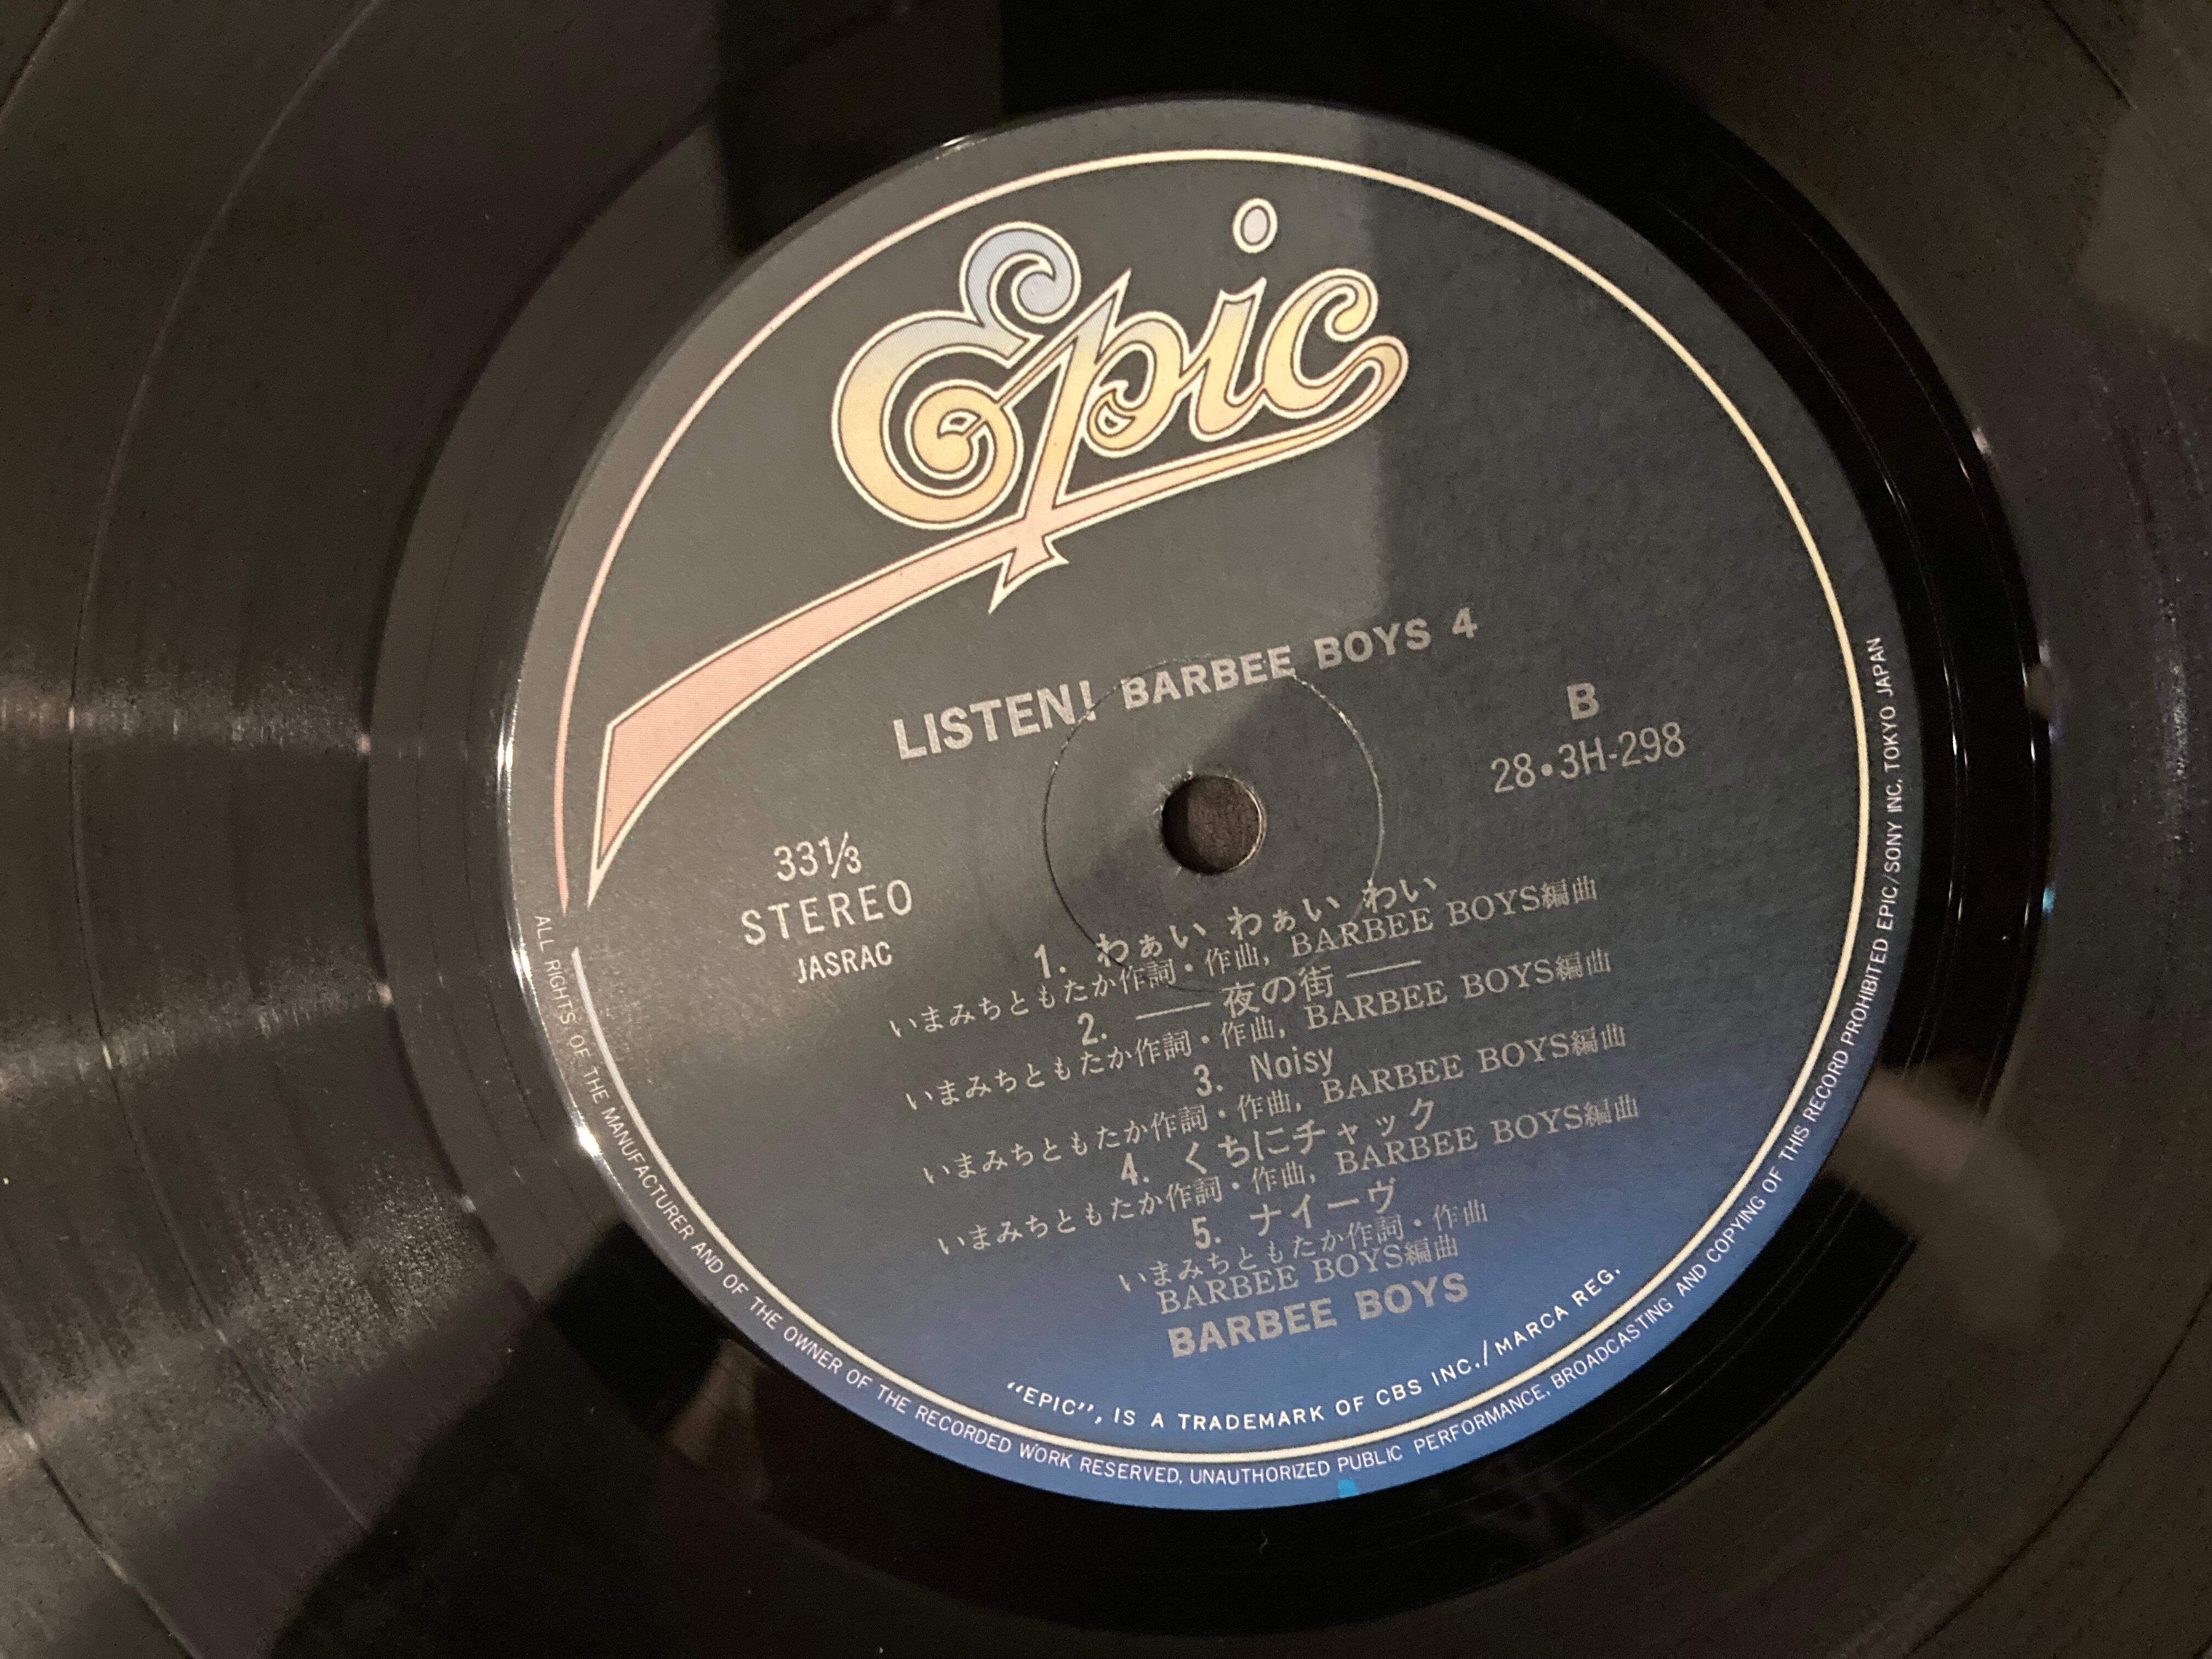 Epic
LISTEN! BARBEE BOYS 4
B
28・3H-298
33⅓
STEREO
JASRAC
1. わぁい わぁい わい
いまみちともたか作詞・作曲, BARBEE BOYS編曲
2. ── 夜の街 ──
いまみちともたか作詞・作曲, BARBEE BOYS編曲
3. Noisy
いまみちともたか作詞・作曲, BARBEE BOYS編曲
4. くちにチャック
いまみちともたか作詞・作曲, BARBEE BOYS編曲
5. ナイーヴ
いまみちともたか作詞・作曲
BARBEE BOYS編曲
BARBEE BOYS
"EPIC", IS A TRADEMARK OF CBS INC./MARCA REG.
ALL RIGHTS OF THE MANUFACTURER AND OF THE OWNER OF THE RECORDED WORK RESERVED, UNAUTHORIZED PUBLIC PERFORMANCE, BROADCASTING AND COPYING OF THIS RECORD PROHIBITED EPIC/SONY INC. TOKYO JAPAN